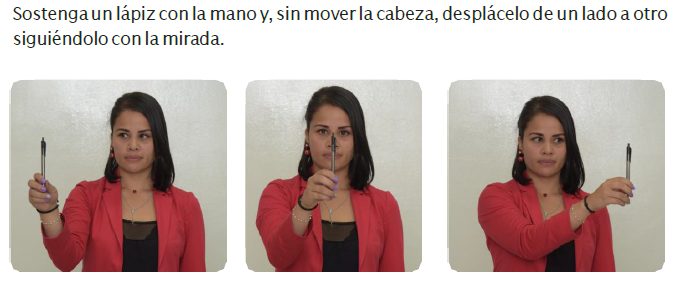 Sostenga un lápiz con la mano y, sin mover la cabeza, desplácelo de un lado a otro
siguiéndolo con la mirada.